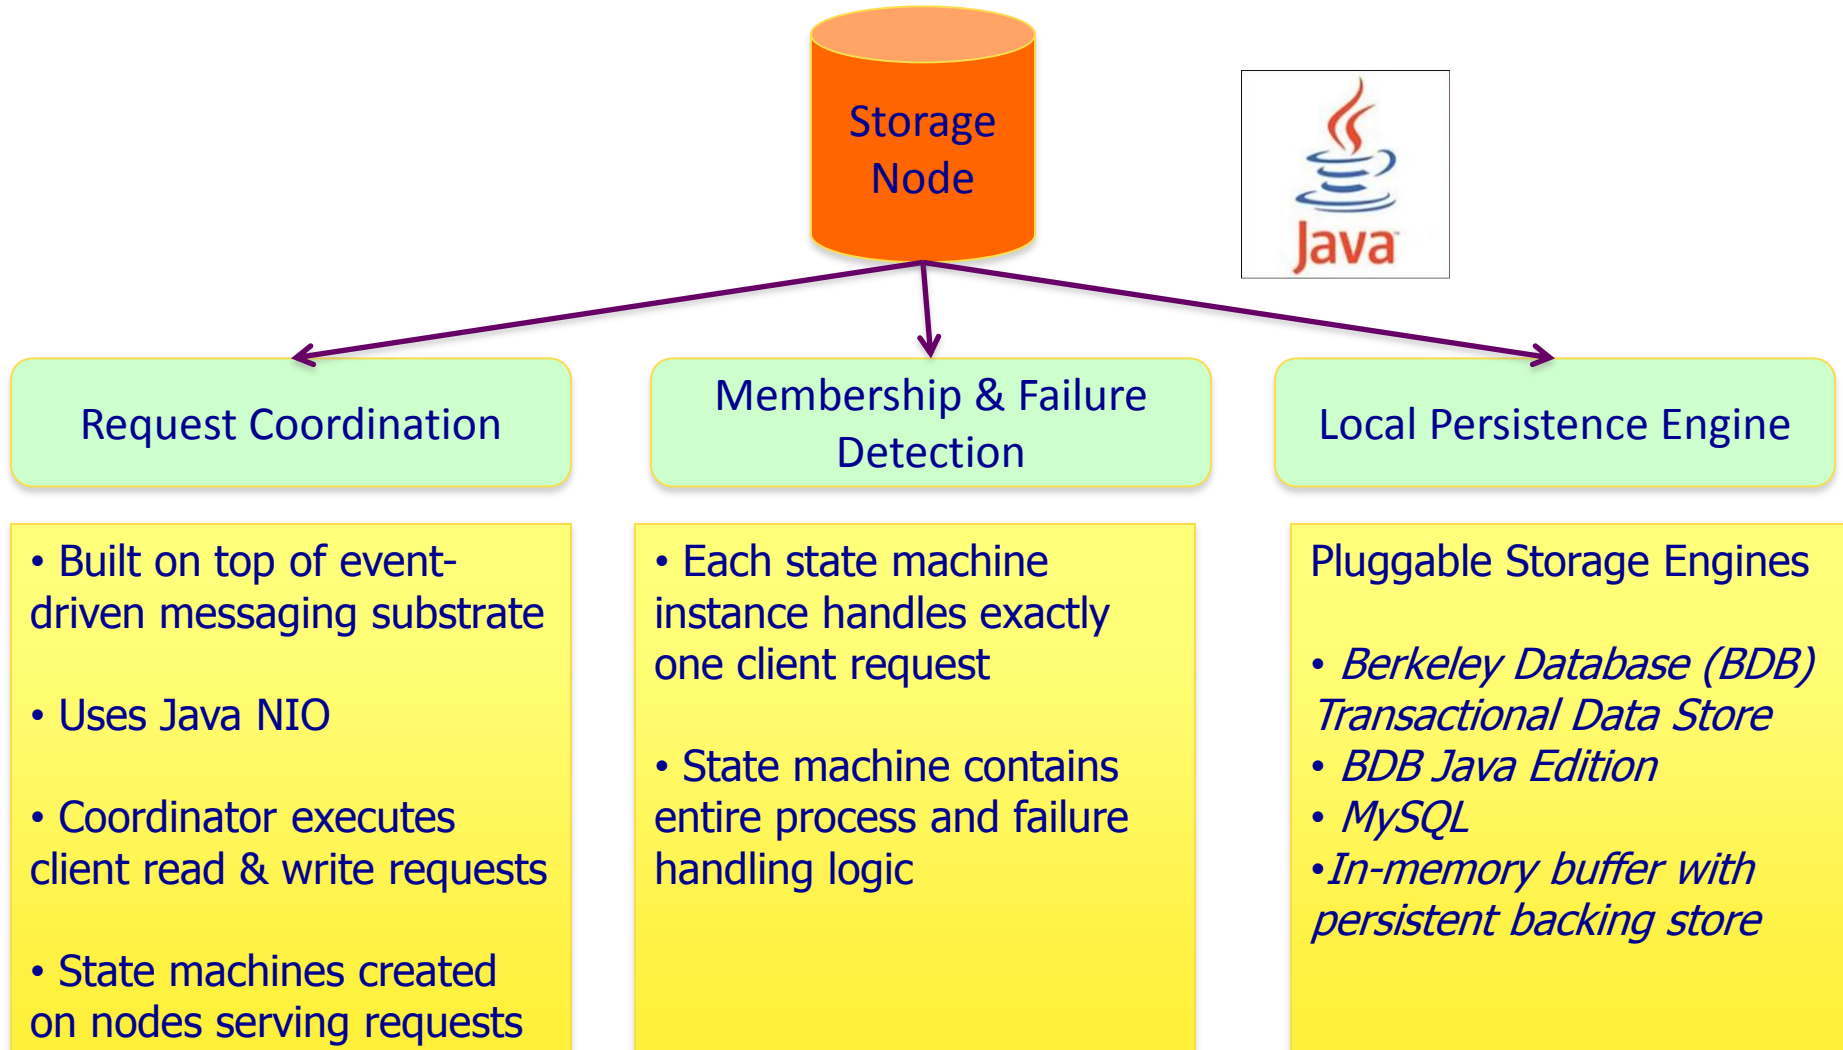 Storage
Node
Java™
Request Coordination
Membership & Failure
Detection
Local Persistence Engine
• Built on top of event-
driven messaging substrate
• Uses Java NIO
• Coordinator executes
client read & write requests
• State machines created
on nodes serving requests
• Each state machine
instance handles exactly
one client request
• State machine contains
entire process and failure
handling logic
Pluggable Storage Engines
• Berkeley Database (BDB)
Transactional Data Store
• BDB Java Edition
• MySQL
•In-memory buffer with
persistent backing store